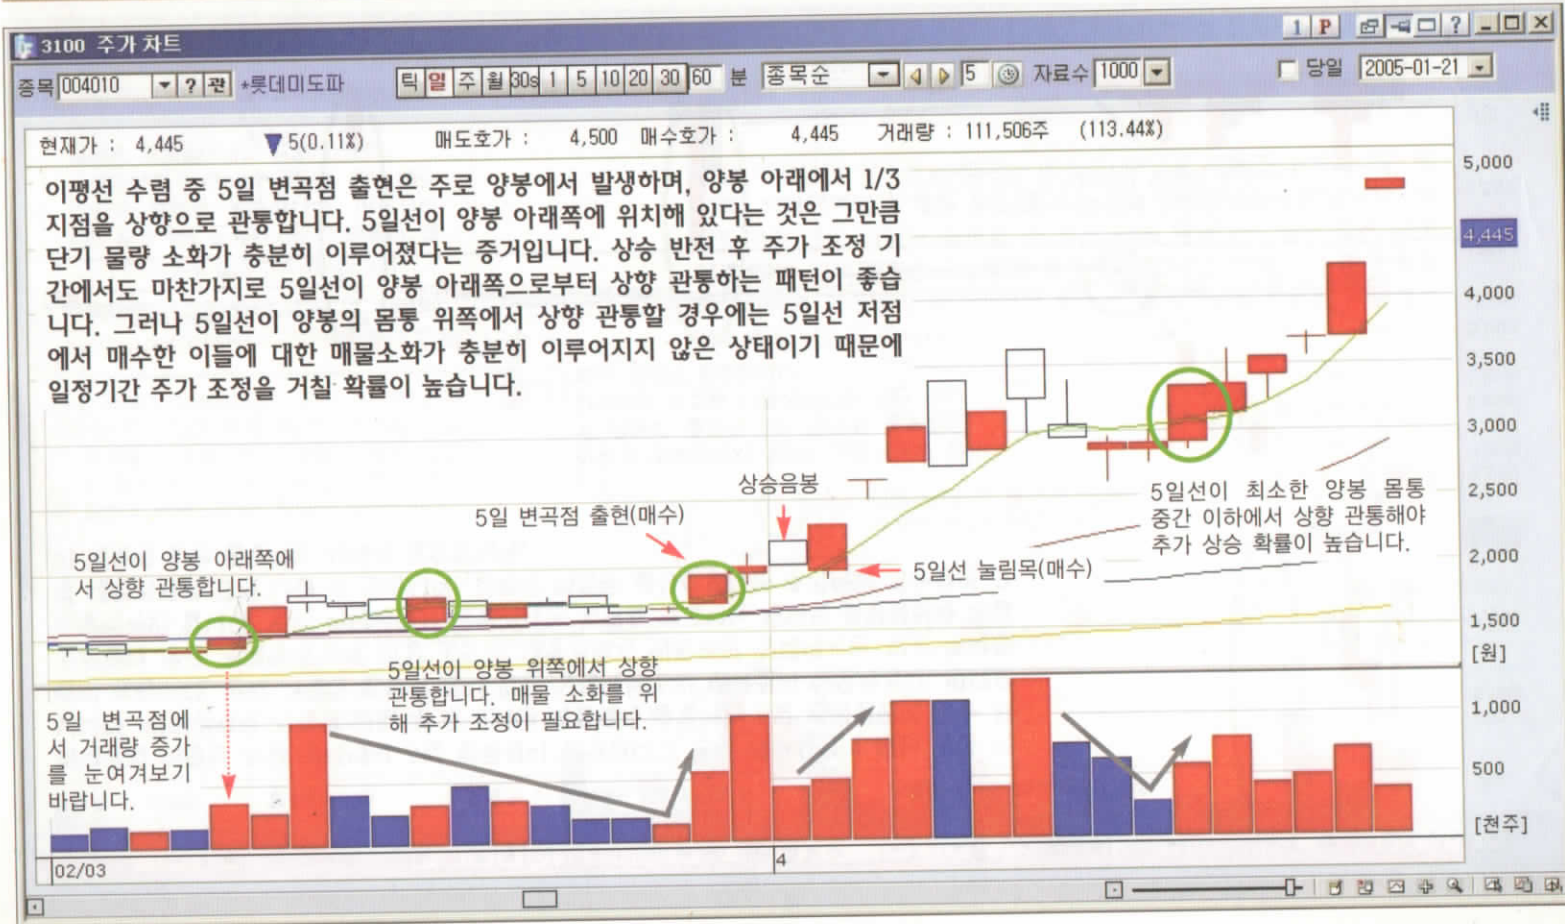 3100 주가 차트
1 P ?
종목 004010 ? 관 *롯데미도파 틱 일 주 월 30s 1 5 10 20 30 60 분 종목순 5 자료수 1000 당일 2005-01-21
현재가 : 4,445 ▼ 5(0.11%) 매도호가 : 4,500 매수호가 : 4,445 거래량 : 111,506주 (113.44%)
이평선 수렴 중 5일 변곡점 출현은 주로 양봉에서 발생하며, 양봉 아래에서 1/3
지점을 상향으로 관통합니다. 5일선이 양봉 아래쪽에 위치해 있다는 것은 그만큼
단기 물량 소화가 충분히 이루어졌다는 증거입니다. 상승 반전 후 주가 조정 기
간에서도 마찬가지로 5일선이 양봉 아래쪽으로부터 상향 관통하는 패턴이 좋습
니다. 그러나 5일선이 양봉의 몸통 위쪽에서 상향 관통할 경우에는 5일선 저점
에서 매수한 이들에 대한 매물소화가 충분히 이루어지지 않은 상태이기 때문에
일정기간 주가 조정을 거칠 확률이 높습니다.
5,000
4,445
4,000
3,500
3,000
2,500
2,000
1,500
[원]
1,000
500
[천주]
상승음봉
5일 변곡점 출현(매수)
5일선 눌림목(매수)
5일선이 최소한 양봉 몸통
중간 이하에서 상향 관통해야
추가 상승 확률이 높습니다.
5일선이 양봉 아래쪽에
서 상향 관통합니다.
5일선이 양봉 위쪽에서 상향
관통합니다. 매물 소화를 위
해 추가 조정이 필요합니다.
5일 변곡점에
서 거래량 증가
를 눈여겨보기
바랍니다.
02/03
4